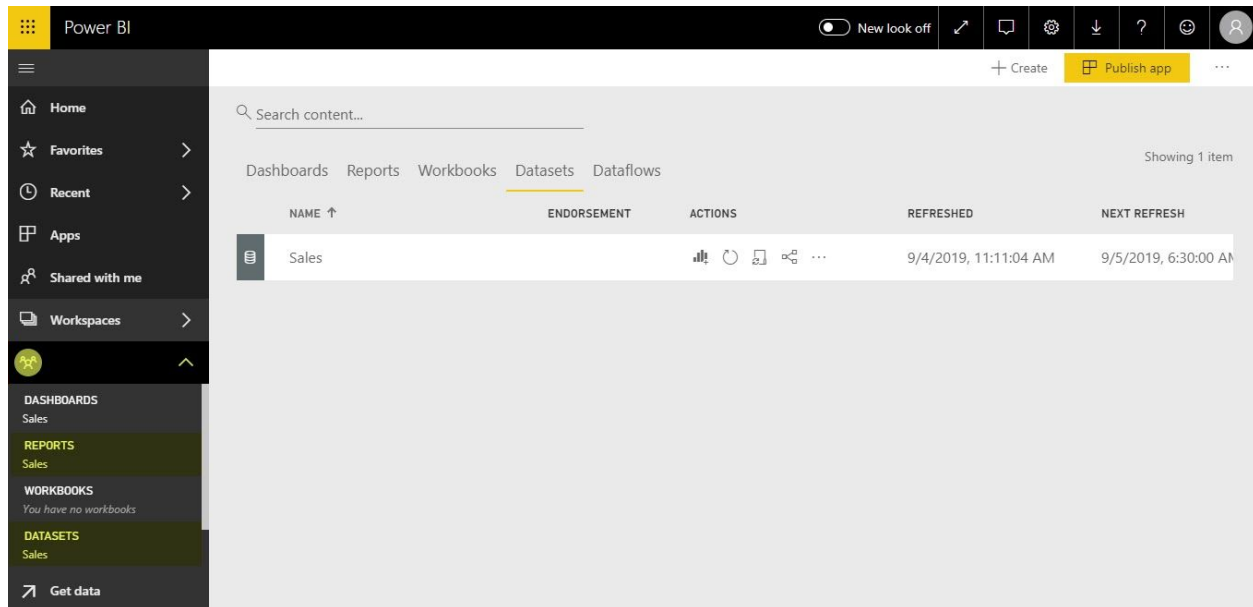 Power BI
New look off
?
+ Create
Publish app
...
Home
Search content...
Favorites
Showing 1 item
Dashboards Reports Workbooks Datasets Dataflows
Recent
NAME ↑ ENDORSEMENT ACTIONS REFRESHED NEXT REFRESH
Apps
Sales ... 9/4/2019, 11:11:04 AM 9/5/2019, 6:30:00 AM
Shared with me
Workspaces
DASHBOARDS
Sales
REPORTS
Sales
WORKBOOKS
You have no workbooks
DATASETS
Sales
Get data